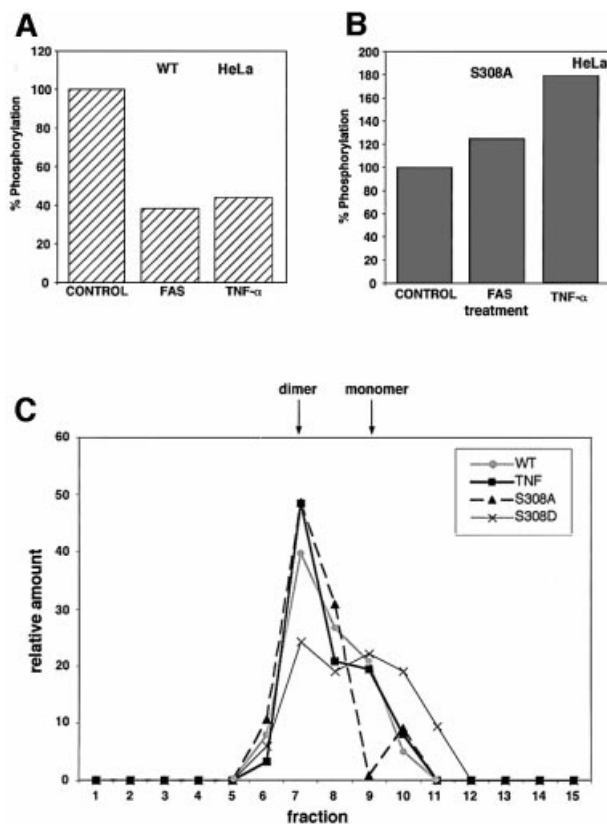 A
120
100
80
60
40
20
0
% Phosphorylation
WT HeLa
CONTROL FAS TNF-α
B
200
180
160
140
120
100
80
60
40
20
0
% Phosphorylation
S308A HeLa
CONTROL FAS TNF-α
treatment
C
dimer monomer
60
50
40
30
20
10
0
relative amount
WT
TNF
S308A
S308D
1 2 3 4 5 6 7 8 9 10 11 12 13 14 15
fraction